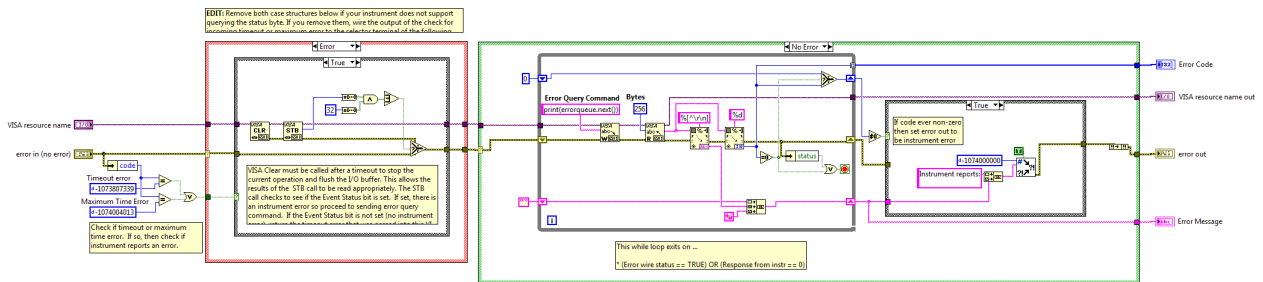 EDIT: Remove both case structures below if your instrument does not support
querying the status byte. If you remove them, wire the output of the check for
incoming timeout or maximum error to the selector terminal of the following
Error
True
VISA
CLR
VISA
STB
32
VISA resource name
error in (no error)
code
Timeout error
-1073807339
Maximum Time Error
-1074004013
Check if timeout or maximum
time error. If so, then check if
instrument reports an error.
VISA Clear must be called after a timeout to stop the
current operation and flush the I/O buffer. This allows the
results of the STB call to be read appropriately. The STB
call checks to see if the Event Status bit is set. If set, there is
an instrument error so proceed to sending error query
command. If the Event Status bit is not set (no instrument
No Error
0
Error Query Command
print(errorqueue.next())
Bytes
256
%[^\r\n]
%d
status
i
This while loop exits on ...
* (Error wire status == TRUE) OR (Response from instr == 0)
True
If code ever non-zero
then set error out to
be instrument error
-1074000000
Instrument reports:
Error Code
VISA resource name out
error out
Error Message